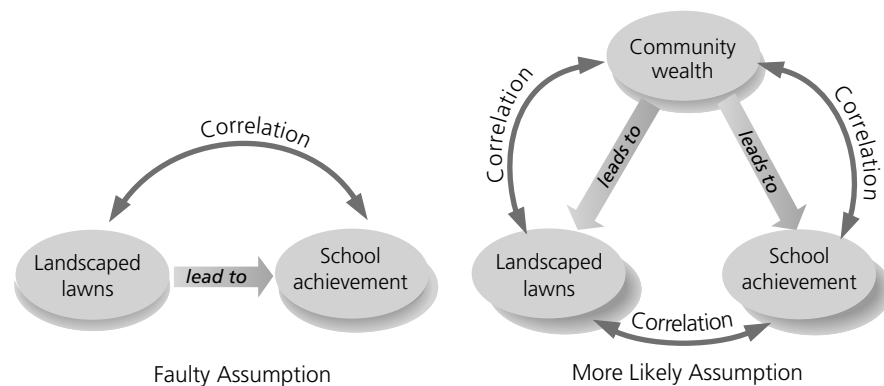 Correlation
Landscaped
lawns
lead to
School
achievement
Faulty Assumption
Community
wealth
Correlation
Correlation
leads to
leads to
Landscaped
lawns
School
achievement
Correlation
More Likely Assumption